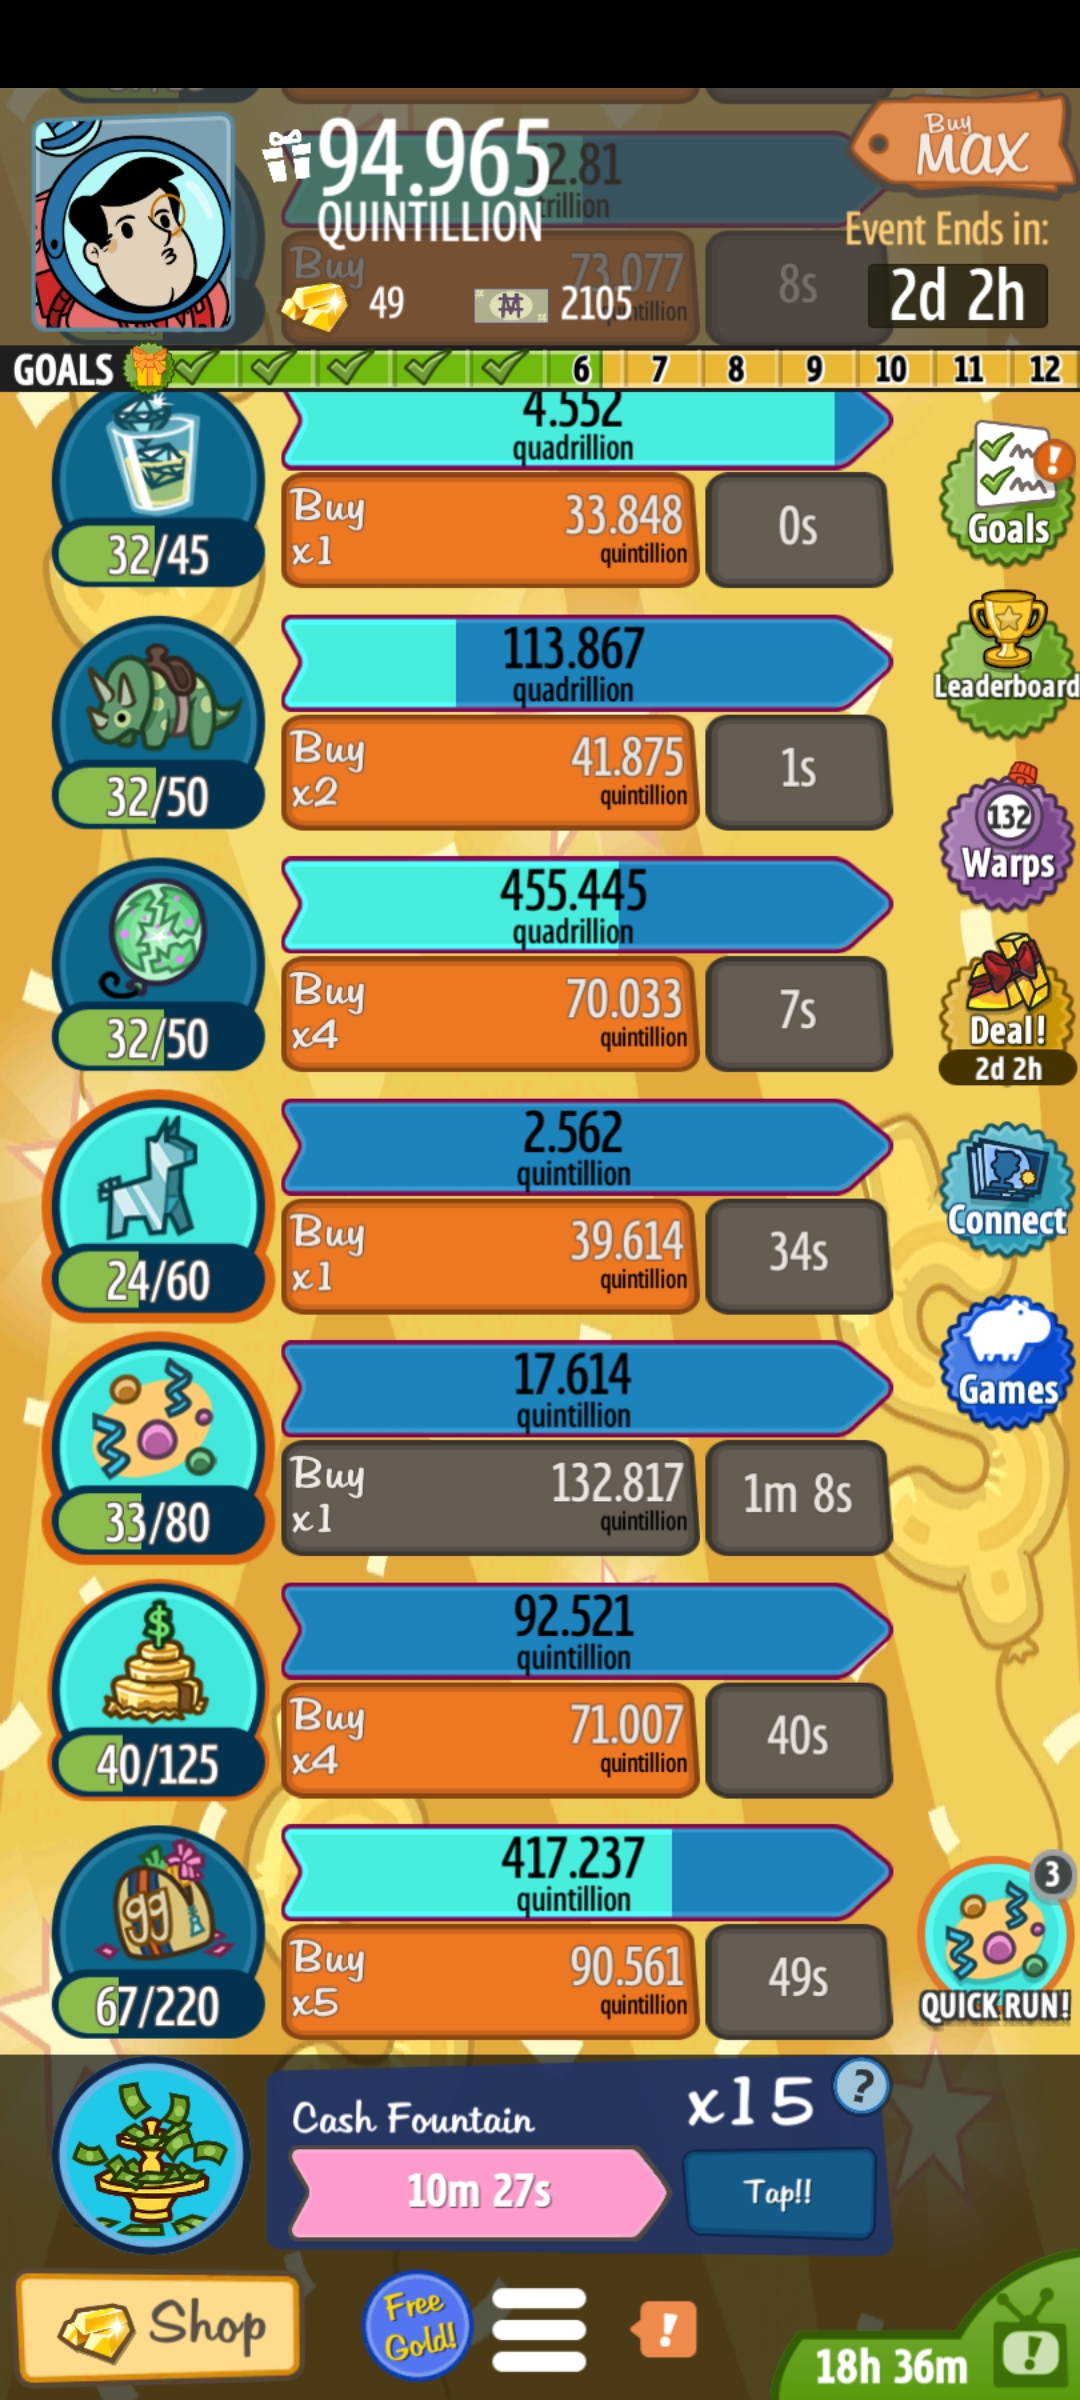 94.965
QUINTILLION
Buy
MAX
Event Ends in:
2d 2h
2.81
trillion
Buy
73.077
8s
49
2105
GOALS
6 7 8 9 10 11 12
4.552
quadrillion
32/45
Buy
x1
33.848
quintillion
0s
Goals
113.867
quadrillion
32/50
Buy
x2
41.875
quintillion
1s
Leaderboard
455.445
quadrillion
32/50
Buy
x4
70.033
quintillion
7s
132
Warps
Deal!
2d 2h
2.562
quintillion
24/60
Buy
x1
39.614
quintillion
34s
Connect
17.614
quintillion
33/80
Buy
x1
132.817
quintillion
1m 8s
Games
$
92.521
quintillion
40/125
Buy
x4
71.007
quintillion
40s
417.237
quintillion
99
67/220
Buy
x5
90.561
quintillion
49s
3
QUICK RUN!
Cash Fountain
x15
?
10m 27s
Tap!!
Shop
Free
Gold!
!
18h 36m
!